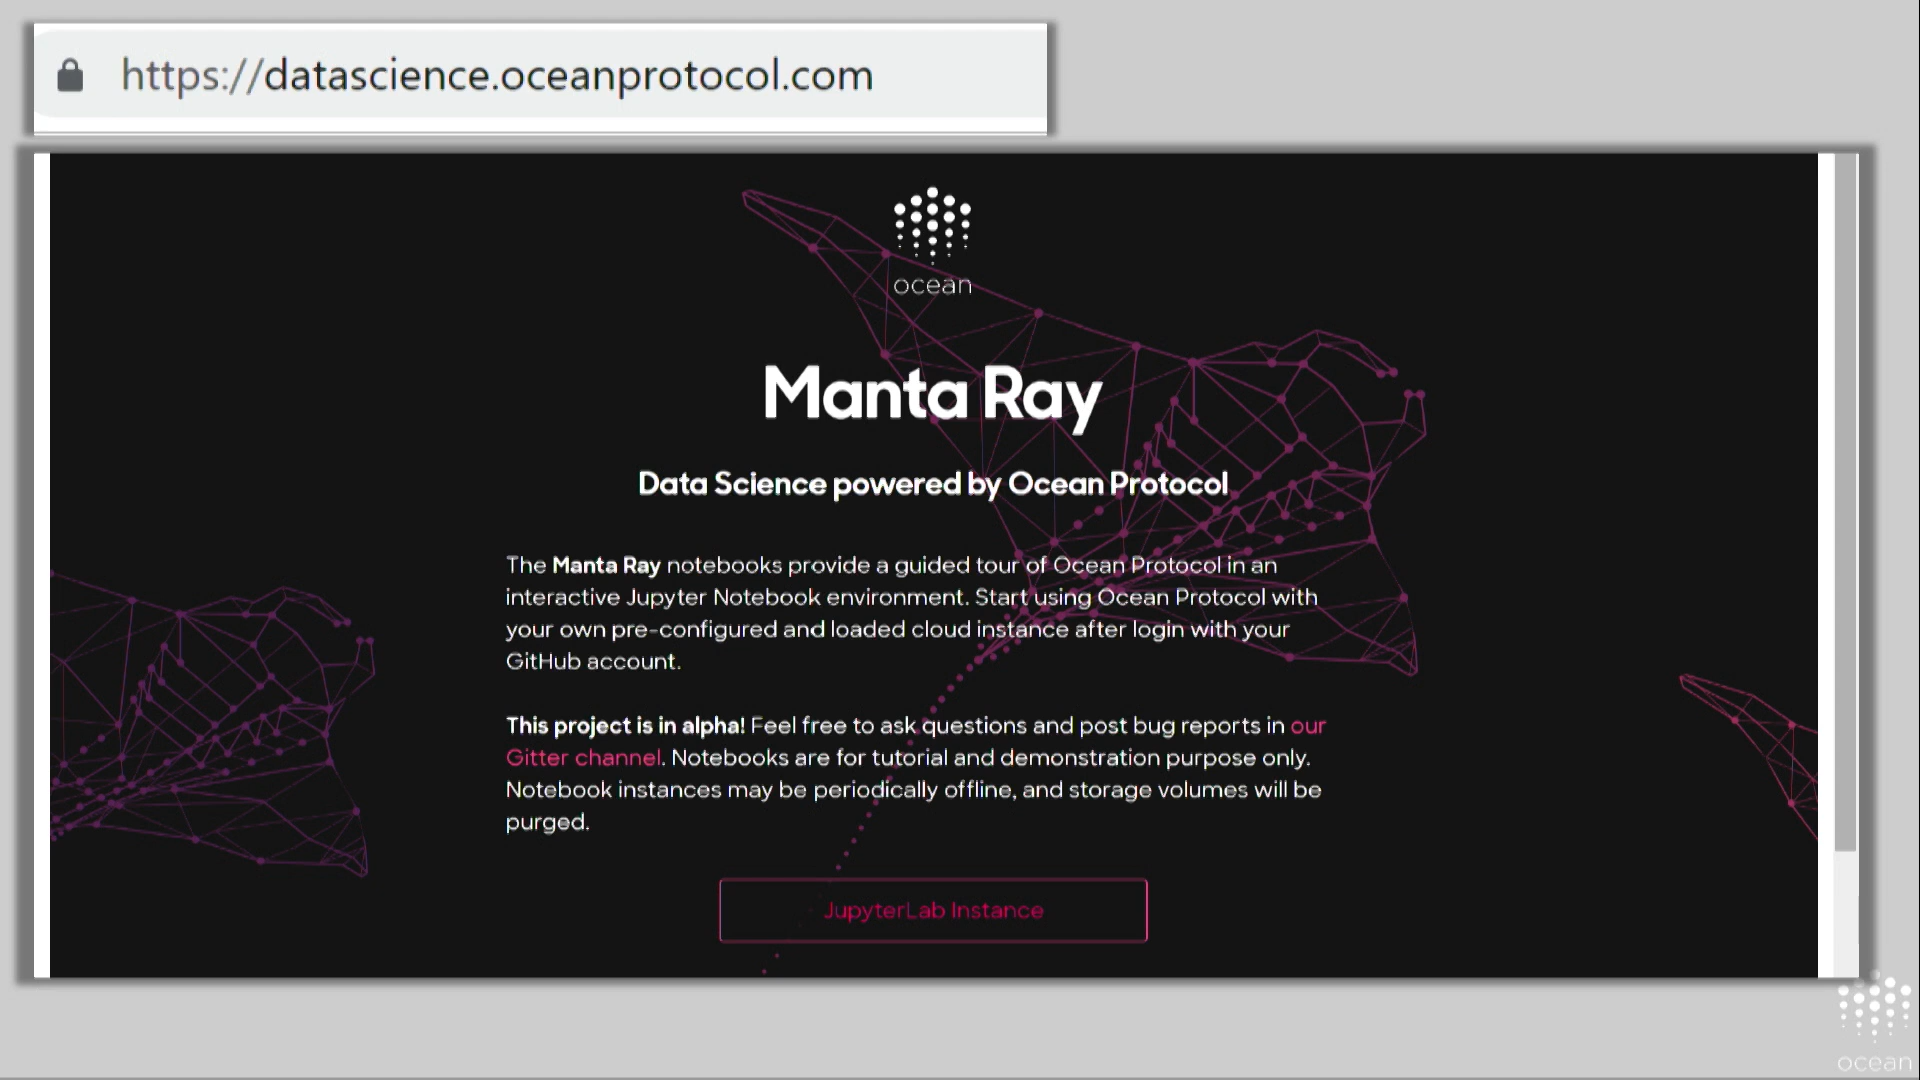 https://datascience.oceanprotocol.com
ocean
Manta Ray
Data Science powered by Ocean Protocol
The Manta Ray notebooks provide a guided tour of Ocean Protocol in an
interactive Jupyter Notebook environment. Start using Ocean Protocol with
your own pre-configured and loaded cloud instance after login with your
GitHub account.
This project is in alpha! Feel free to ask questions and post bug reports in our
Gitter channel. Notebooks are for tutorial and demonstration purpose only.
Notebook instances may be periodically offline, and storage volumes will be
purged.
JupyterLab Instance
ocean